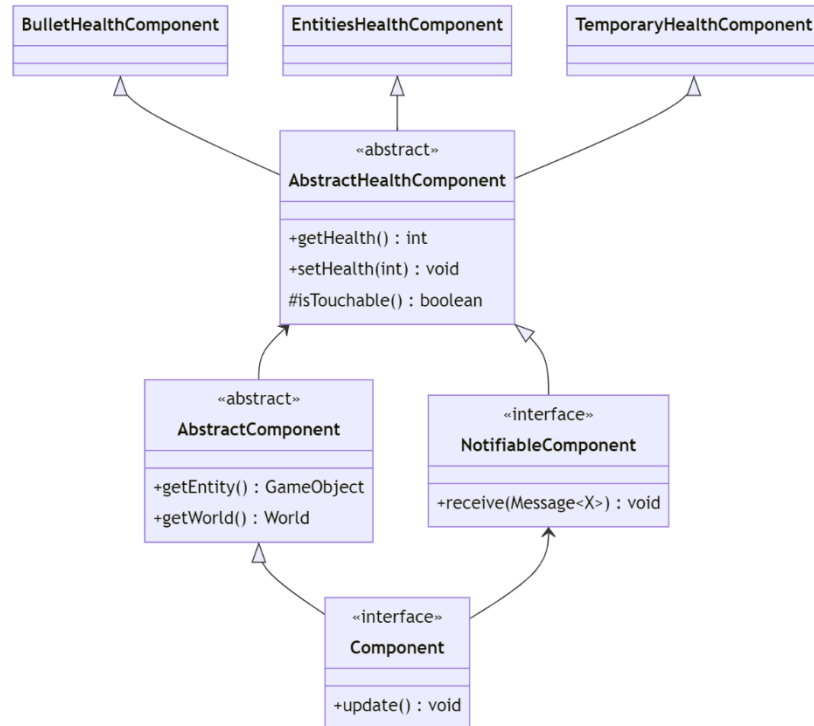 BulletHealthComponent
EntitiesHealthComponent
TemporaryHealthComponent
«abstract»
AbstractHealthComponent
+getHealth() : int
+setHealth(int) : void
#isTouchable() : boolean
«abstract»
AbstractComponent
+getEntity() : GameObject
+getWorld() : World
«interface»
NotifiableComponent
+receive(Message<X>) : void
«interface»
Component
+update() : void